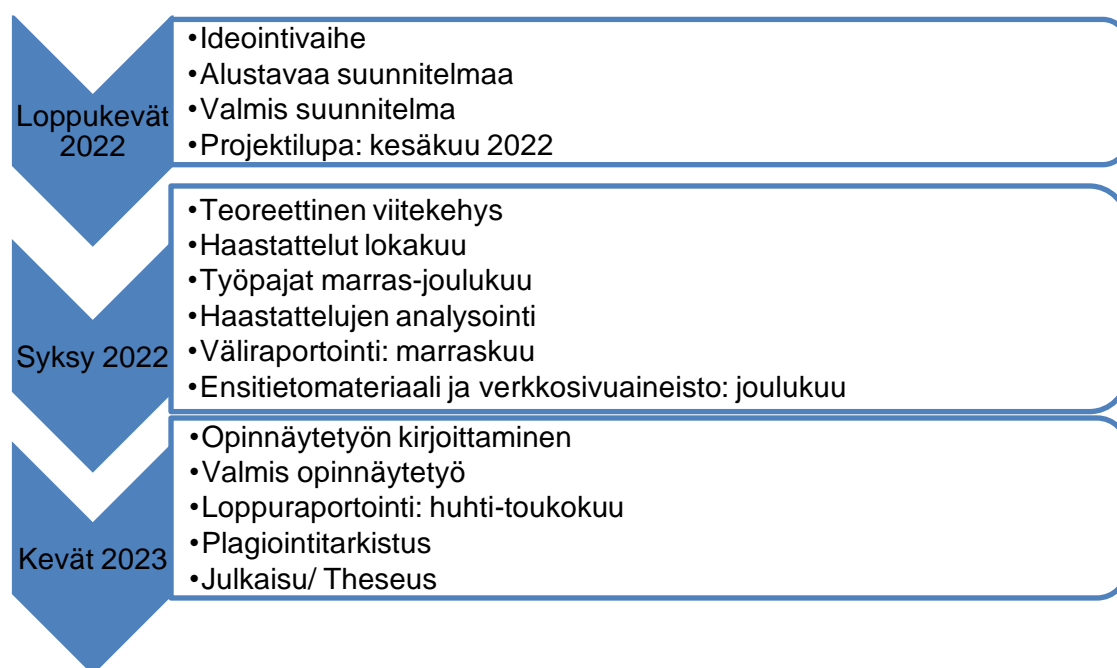 Loppukevät
2022
•Ideointivaihe
•Alustavaa suunnitelmaa
•Valmis suunnitelma
•Projektilupa: kesäkuu 2022
Syksy 2022
•Teoreettinen viitekehys
•Haastattelut lokakuu
•Työpajat marras-joulukuu
•Haastattelujen analysointi
•Väliraportointi: marraskuu
•Ensitietomateriaali ja verkkosivuaineisto: joulukuu
Kevät 2023
•Opinnäytetyön kirjoittaminen
•Valmis opinnäytetyö
•Loppuraportointi: huhti-toukokuu
•Plagiointitarkistus
•Julkaisu/ Theseus